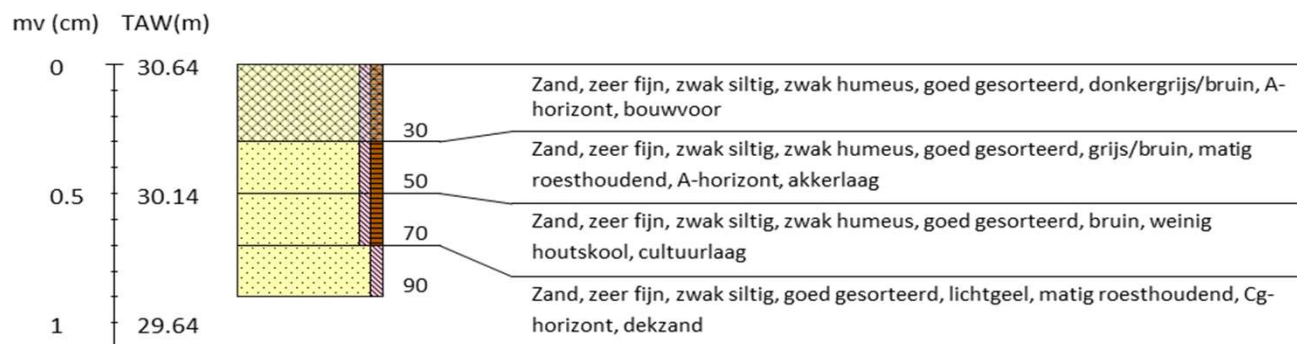 mv (cm) TAW(m)
0 30.64
Zand, zeer fijn, zwak siltig, zwak humeus, goed gesorteerd, donkergrijs/bruin, A-
horizont, bouwvoor
30
Zand, zeer fijn, zwak siltig, zwak humeus, goed gesorteerd, grijs/bruin, matig
roesthoudend, A-horizont, akkerlaag
50
0.5 30.14
Zand, zeer fijn, zwak siltig, zwak humeus, goed gesorteerd, bruin, weinig
houtskool, cultuurlaag
70
90
Zand, zeer fijn, zwak siltig, goed gesorteerd, lichtgeel, matig roesthoudend, Cg-
horizont, dekzand
1 29.64